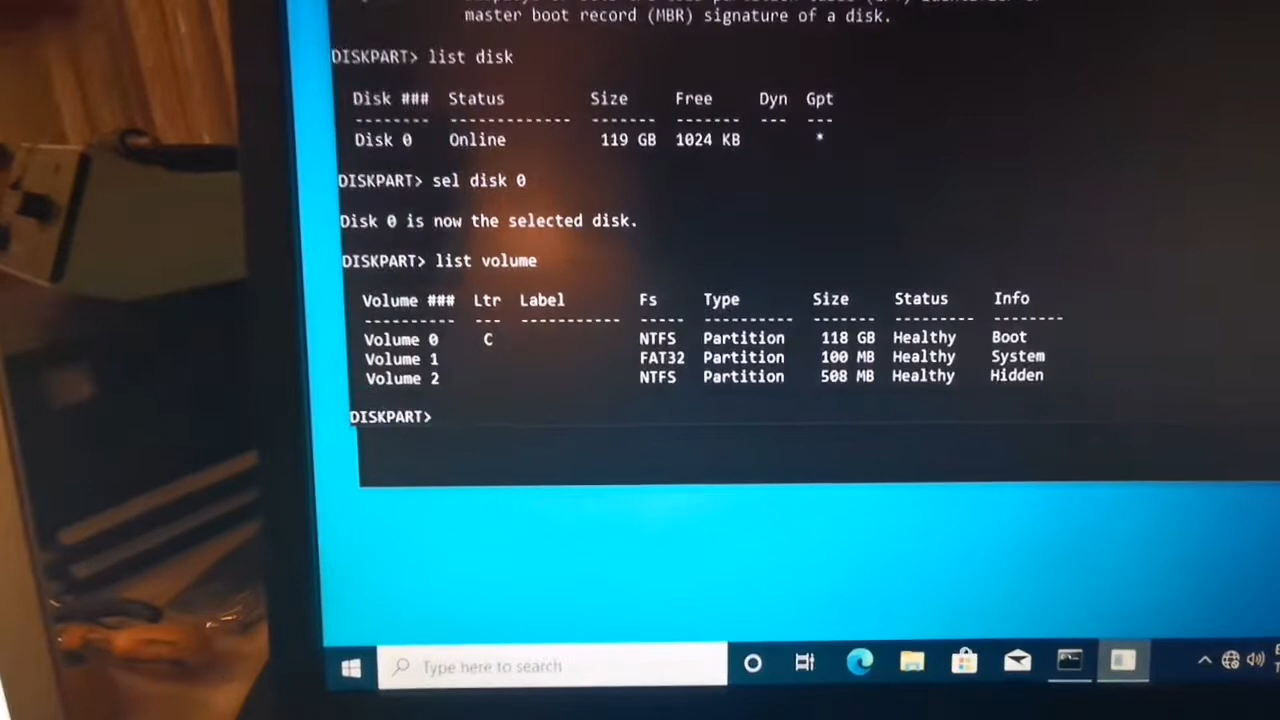 master boot record (MBR) signature of a disk.
DISKPART> list disk
Disk ### Status Size Free Dyn Gpt
-------- ------------- ------- ------- --- ---
Disk 0 Online 119 GB 1024 KB *
DISKPART> sel disk 0
Disk 0 is now the selected disk.
DISKPART> list volume
Volume ### Ltr Label Fs Type Size Status Info
---------- --- ----------- ----- ---------- ------- --------- --------
Volume 0 C NTFS Partition 118 GB Healthy Boot
Volume 1 FAT32 Partition 100 MB Healthy System
Volume 2 NTFS Partition 508 MB Healthy Hidden
DISKPART>
Type here to search